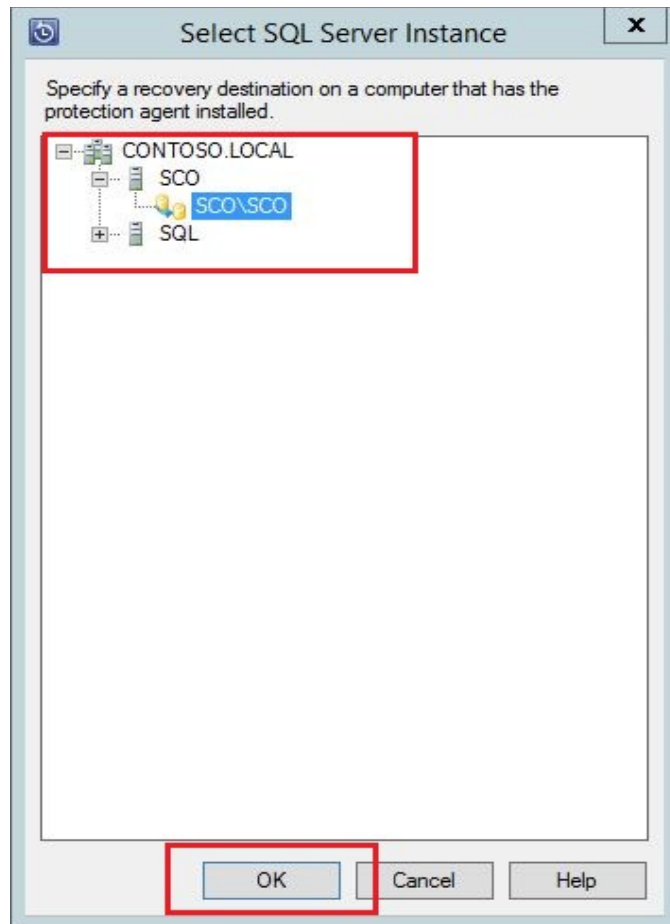 Select SQL Server Instance
x
Specify a recovery destination on a computer that has the
protection agent installed.
CONTOSO.LOCAL
SCO
SCO\SCO
SQL
OK Cancel Help